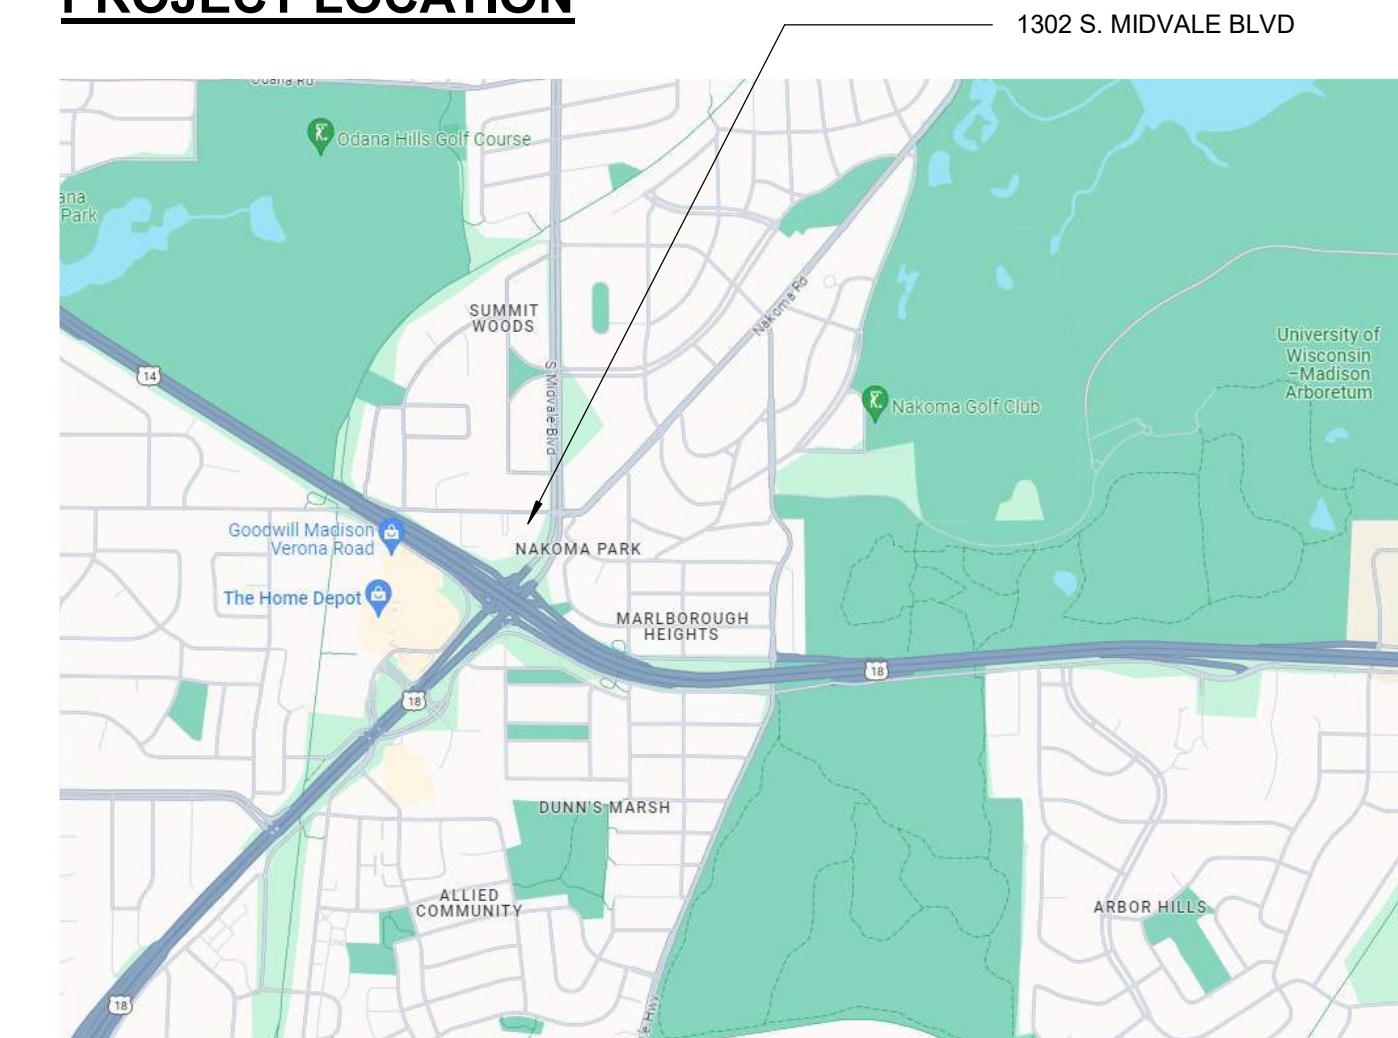 PROJECT LOCATION
1302 S. MIDVALE BLVD
Odana Rd
Odana Hills Golf Course
Park
SUMMIT
WOODS
Nakoma Rd
S Midvale Blvd
14
University of
Wisconsin
–Madison
Arboretum
Nakoma Golf Club
Goodwill Madison
Verona Road
NAKOMA PARK
The Home Depot
MARLBOROUGH
HEIGHTS
18
18
DUNN'S MARSH
ALLIED
COMMUNITY
ARBOR HILLS
18
Hwy